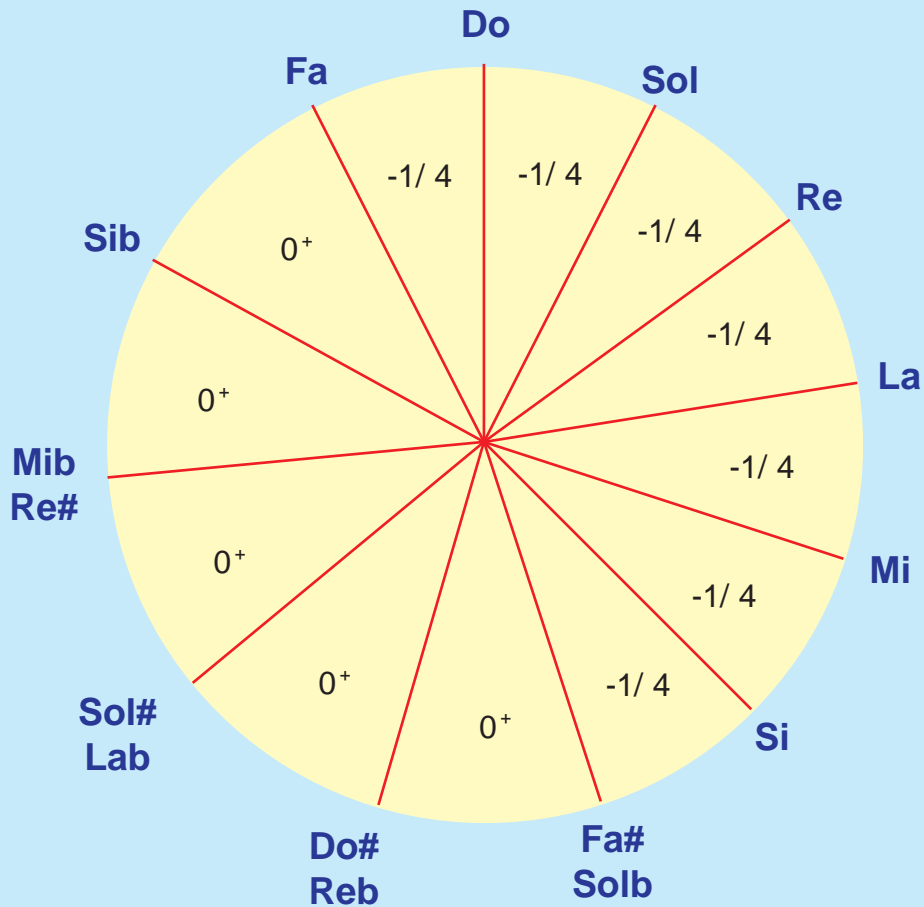 Do
Fa
Sol
-1/ 4
-1/ 4
Re
Sib
0+
-1/ 4
-1/ 4
La
0+
Mib
Re#
-1/ 4
0+
Mi
-1/ 4
0+
-1/ 4
Sol#
Lab
0+
Si
Do#
Reb
Fa#
Solb